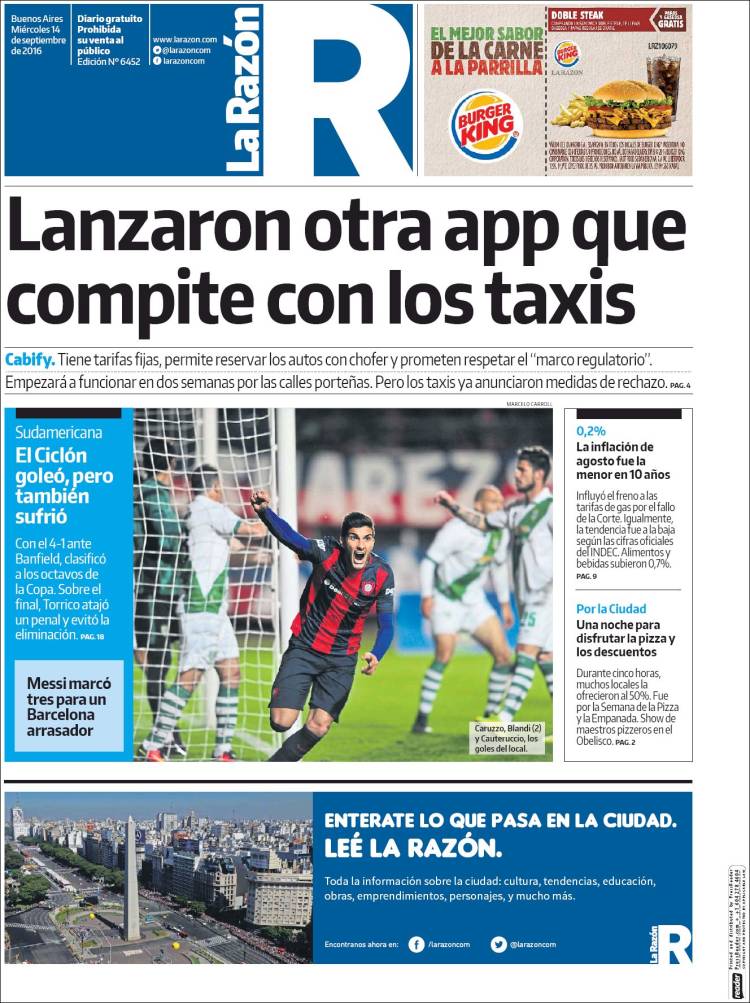 Buenos Aires
Miércoles 14
de septiembre
de 2016
Diario gratuito
Prohibida
su venta al
público
Edición Nº 6452
www.larazon.com
@larazoncom
larazoncom
La Razón
R
EL MEJOR SABOR
DE LA CARNE
A LA PARRILLA
BURGER
KING
DOBLE STEAK
GRATIS
BURGER
KING
LA RAZON
Lanzaron otra app que
compite con los taxis
Cabify. Tiene tarifas fijas, permite reservar los autos con chofer y prometen respetar el “marco regulatorio”.
Empezará a funcionar en dos semanas por las calles porteñas. Pero los taxis ya anunciaron medidas de rechazo. PAG. 4
MARCELO CARROLL
Sudamericana
El Ciclón
goleó, pero
también
sufrió
Con el 4-1 ante
Banfield, clasificó
a los octavos de
la Copa. Sobre el
final, Torrico atajó
un penal y evitó la
eliminación. PAG. 18
Messi marcó
tres para un
Barcelona
arrasador
AREZ
Caruzzo, Blandi (2)
y Cauteruccio, los
goles del local.
0,2%
La inflación de
agosto fue la
menor en 10 años
Influyó el freno a las
tarifas de gas por el fallo
de la Corte. Igualmente,
la tendencia fue a la baja
según las cifras oficiales
del INDEC. Alimentos y
bebidas subieron 0,7%.
PAG. 9
Por la Ciudad
Una noche para
disfrutar la pizza y
los descuentos
Durante cinco horas,
muchos locales la
ofrecieron al 50%. Fue
por la Semana de la Pizza
y la Empanada. Show de
maestros pizzeros en el
Obelisco. PAG. 2
ENTERATE LO QUE PASA EN LA CIUDAD.
LEÉ LA RAZÓN.
Toda la información sobre la ciudad: cultura, tendencias, educación,
obras, emprendimientos, personajes, y mucho más.
Encontranos ahora en:
/larazoncom
@larazoncom
La Razón
R
Printed and distributed by PressReader